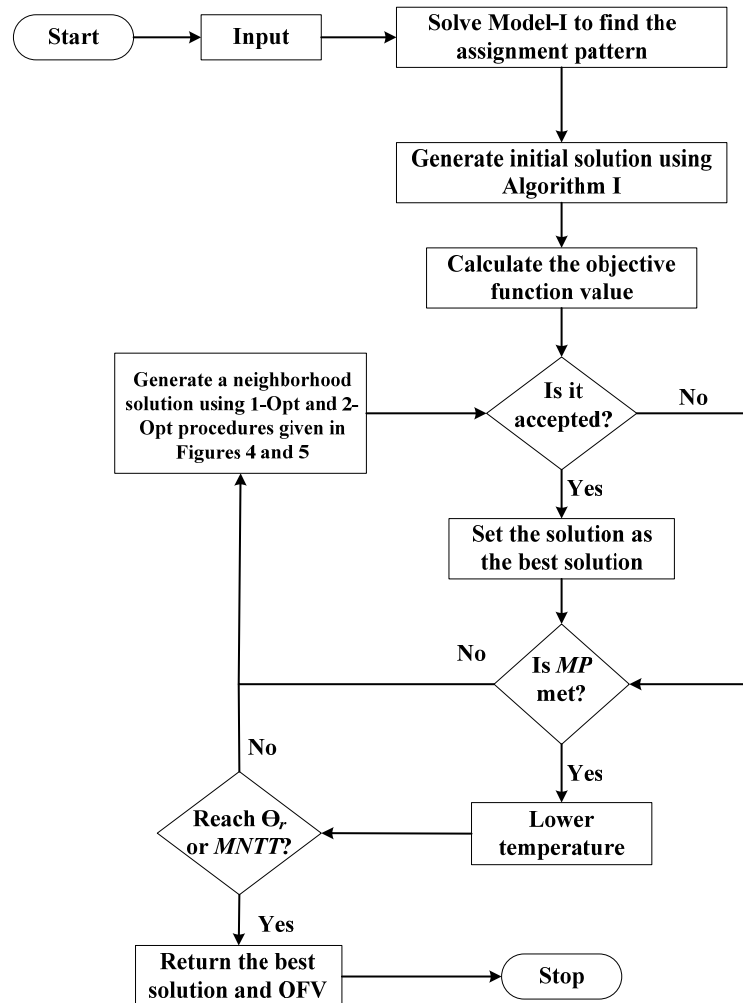 Start
Input
Solve Model-I to find the
assignment pattern
Generate initial solution using
Algorithm I
Calculate the objective
function value
Generate a neighborhood
solution using 1-Opt and 2-
Opt procedures given in
Figures 4 and 5
Is it
accepted?
No
Yes
Set the solution as
the best solution
No
Is MP
met?
No
Yes
Reach Θr
or MNTT?
Lower
temperature
Yes
Return the best
solution and OFV
Stop